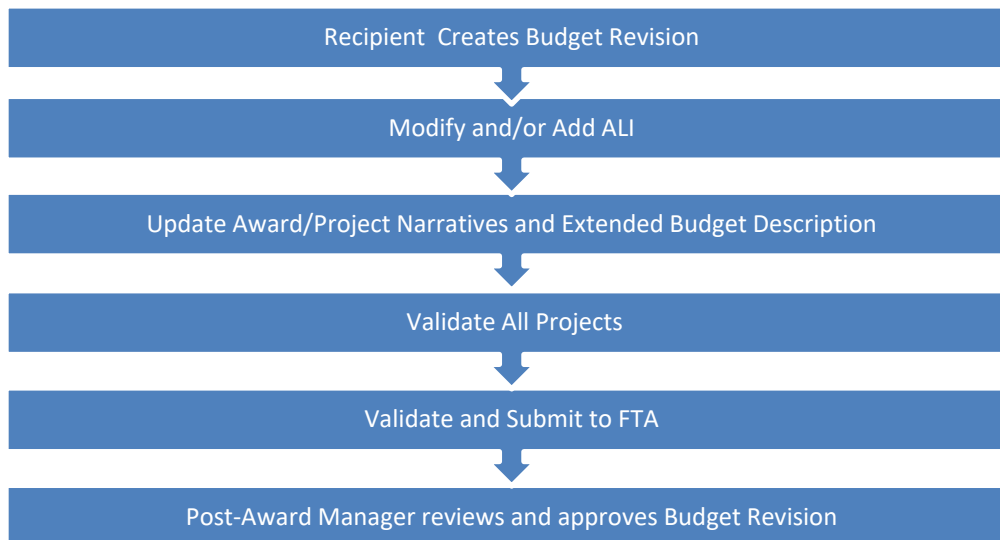 Recipient  Creates Budget Revision
Modify and/or Add ALI
Update Award/Project Narratives and Extended Budget Description
Validate All Projects
Validate and Submit to FTA
Post-Award Manager reviews and approves Budget Revision